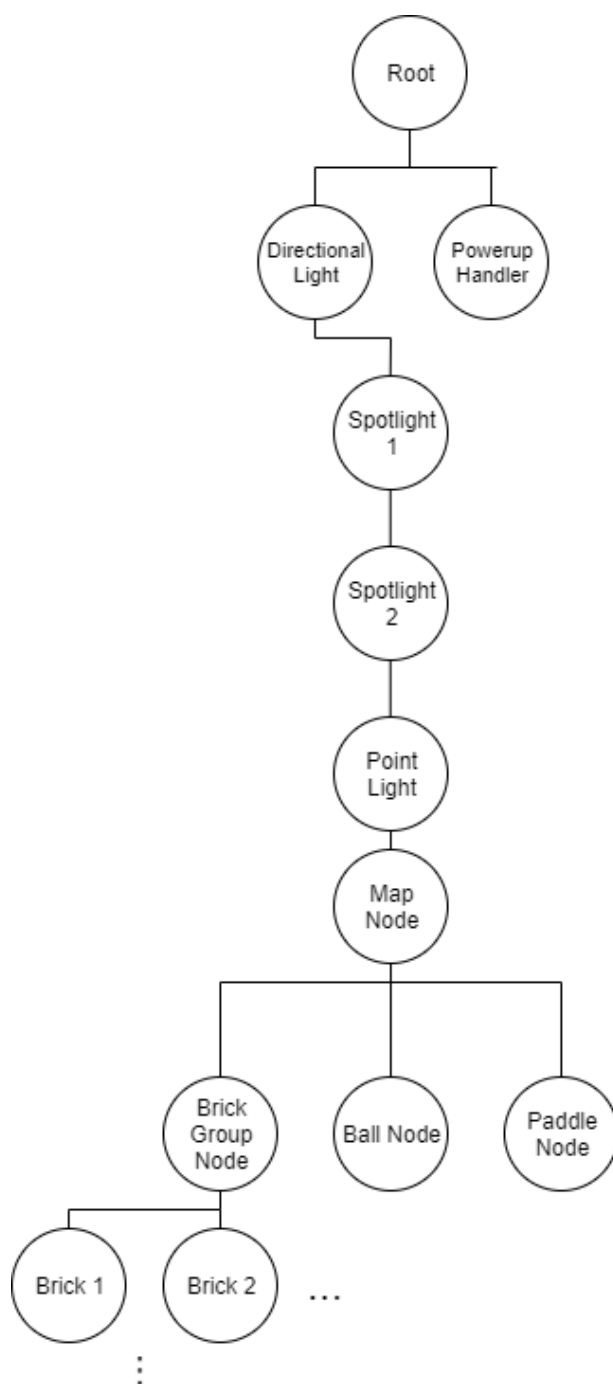 Root
Directional
Light
Powerup
Handler
Spotlight
1
Spotlight
2
Point
Light
Map
Node
Brick
Group
Node
Ball Node
Paddle
Node
Brick 1
Brick 2
...
⋮